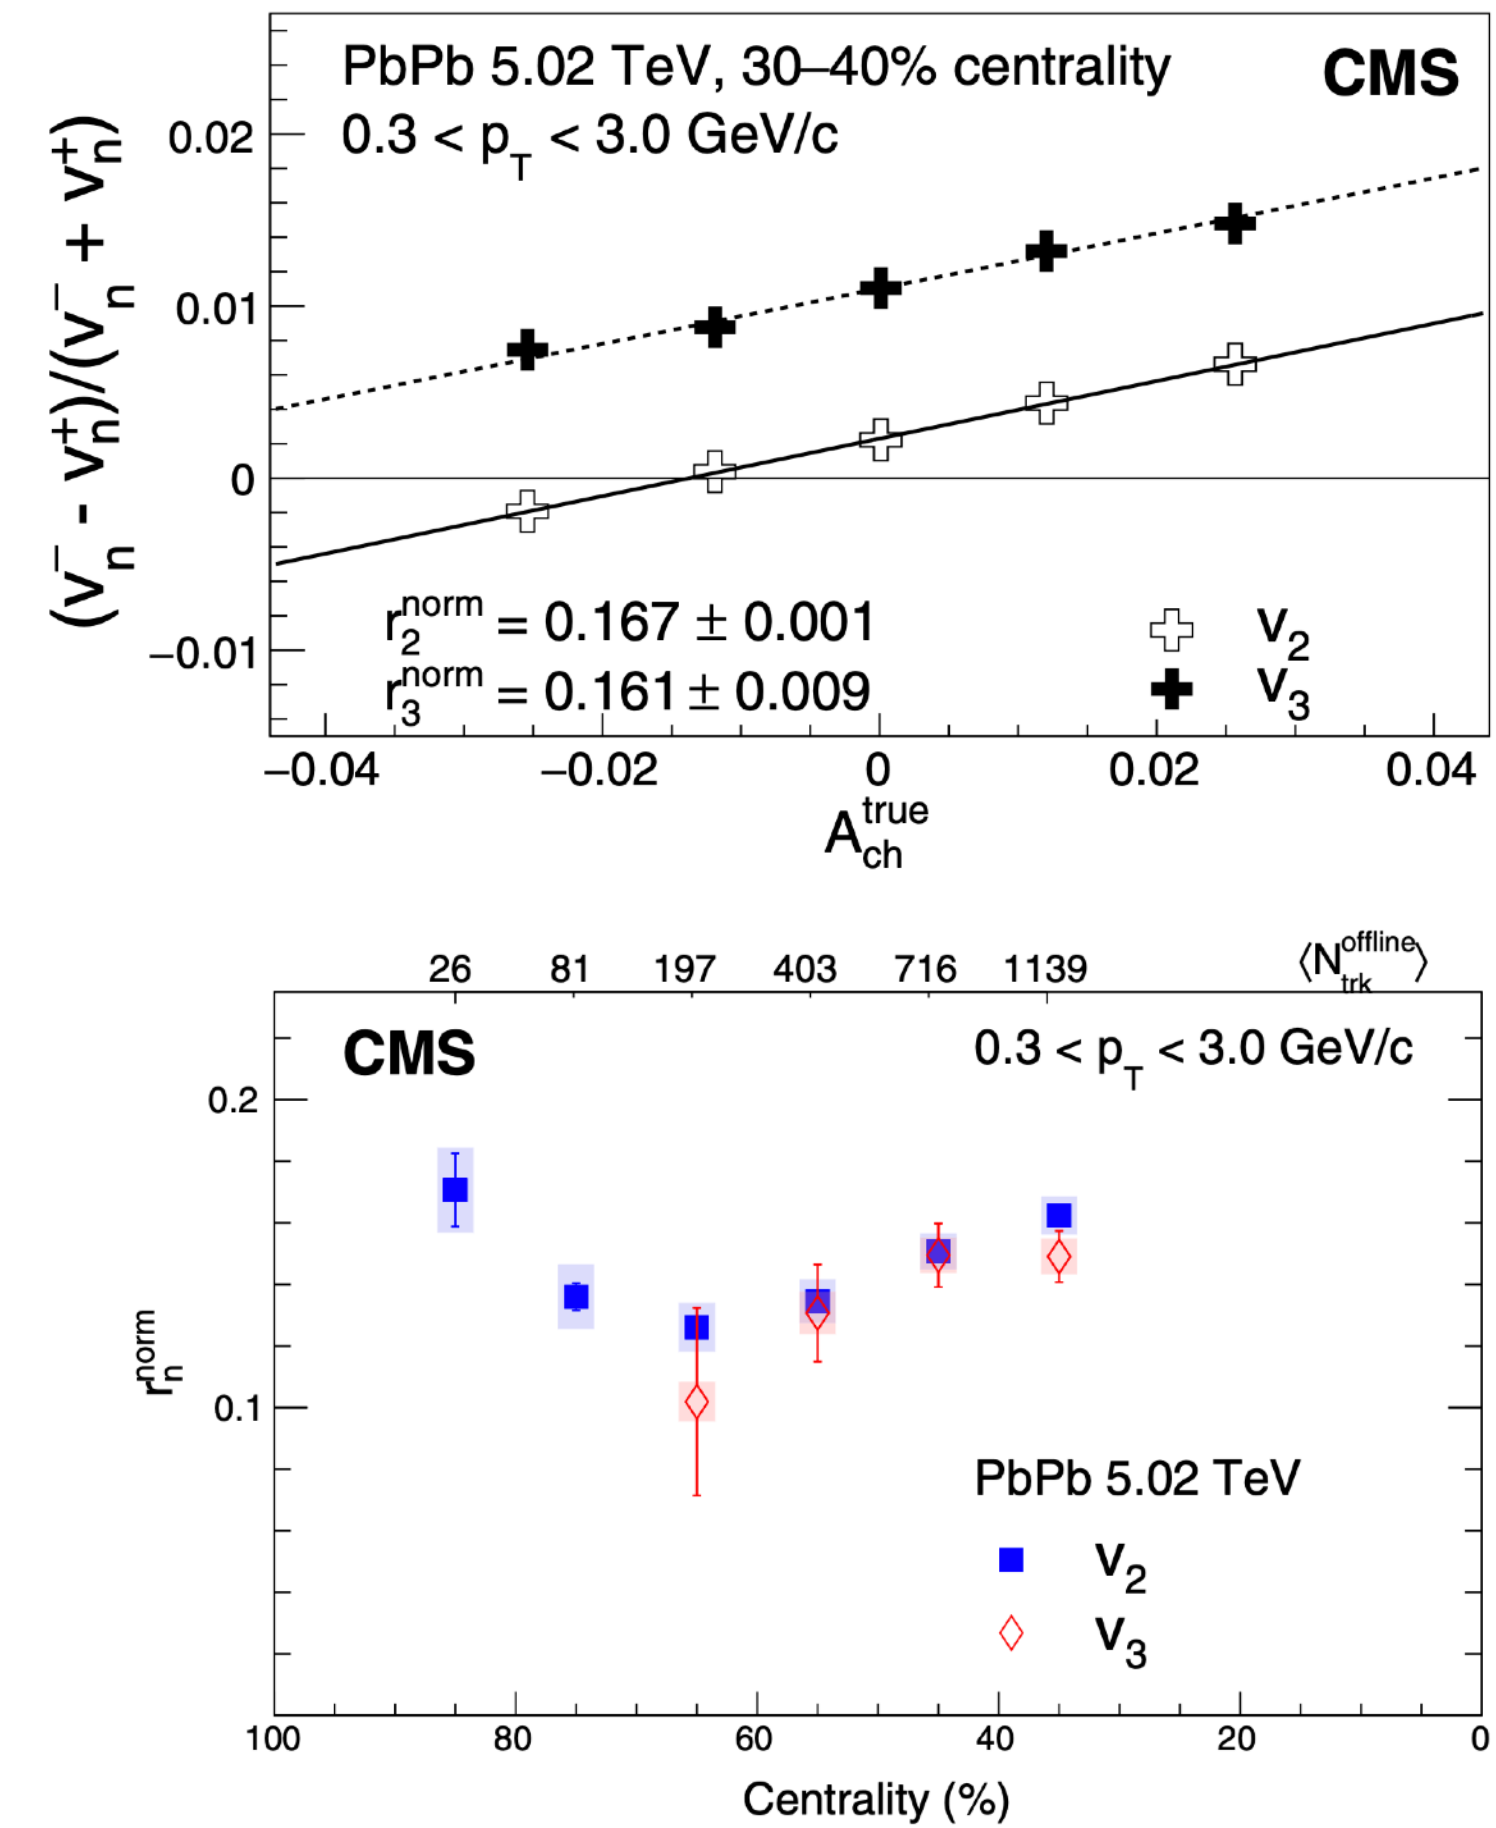 PbPb 5.02 TeV, 30–40% centrality
CMS
0.3 < p_T < 3.0 GeV/c
(v_n^– - v_n^+)/(v_n^– + v_n^+)
0.02
0.01
0
−0.01
r_2^norm = 0.167 ± 0.001
r_3^norm = 0.161 ± 0.009
v_2
v_3
−0.04 −0.02 0 0.02 0.04
A_ch^true
26 81 197 403 716 1139 ⟨N_trk^offline⟩
CMS
0.3 < p_T < 3.0 GeV/c
0.2
r_n^norm
0.1
PbPb 5.02 TeV
v_2
v_3
100 80 60 40 20 0
Centrality (%)